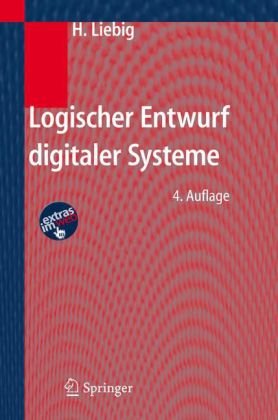 H. Liebig
Logischer Entwurf
digitaler Systeme
4. Auflage
extras
im web
Springer